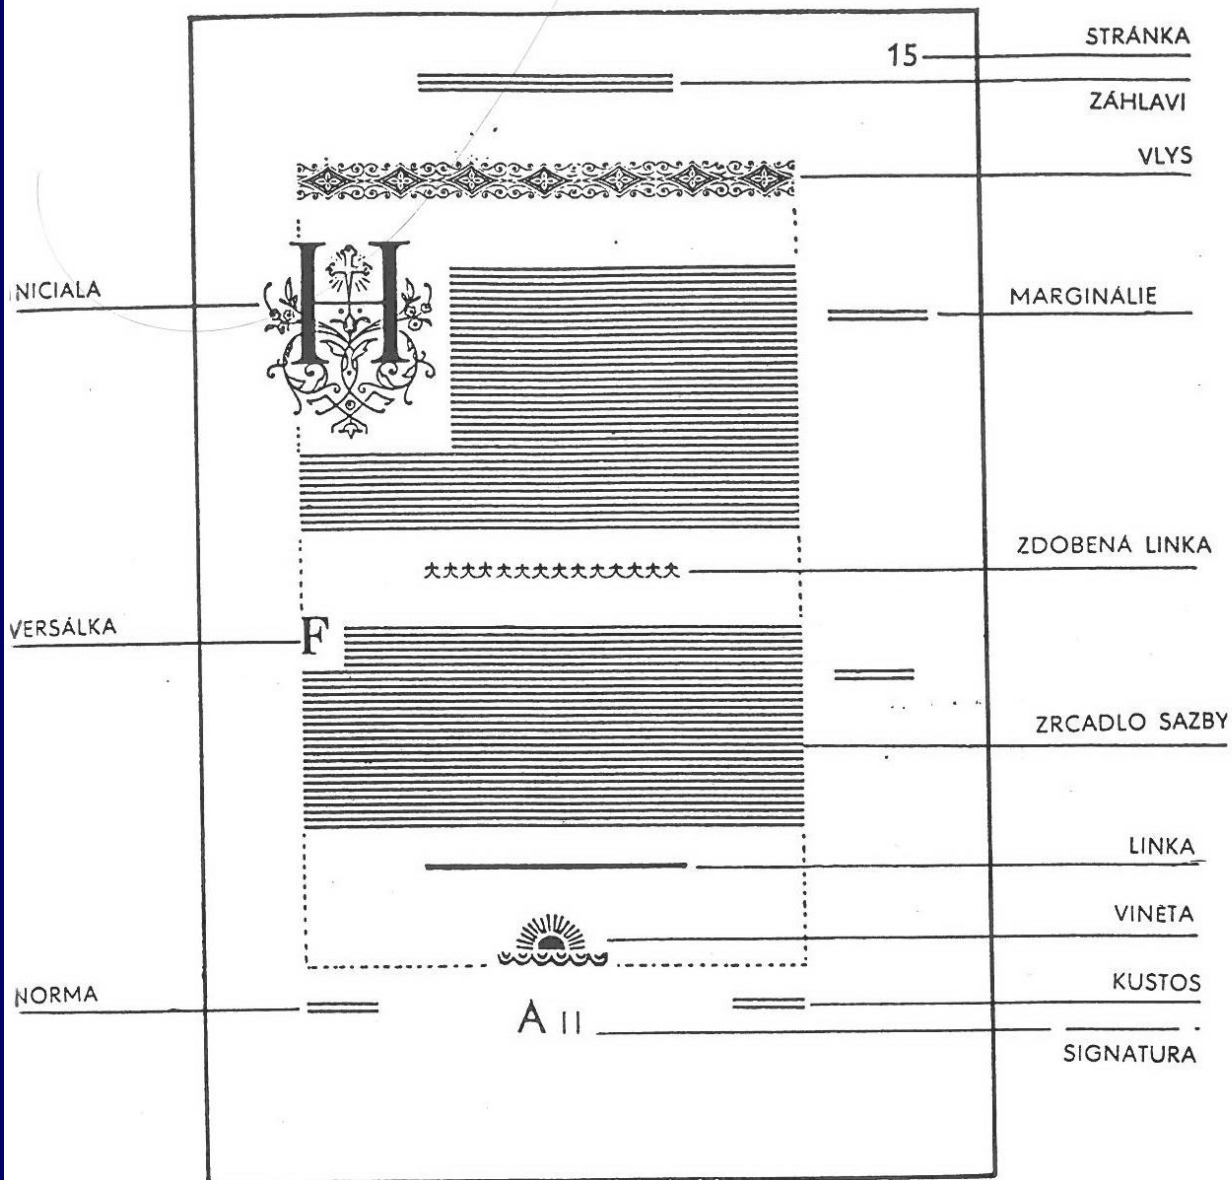 STRÁNKA
15
ZÁHLAVI
VLYS
INICIALA
H
MARGINÁLIE
ZDOBENÁ LINKA
VERSÁLKA
F
ZRCADLO SAZBY
LINKA
VINĚTA
NORMA
KUSTOS
A II
SIGNATURA